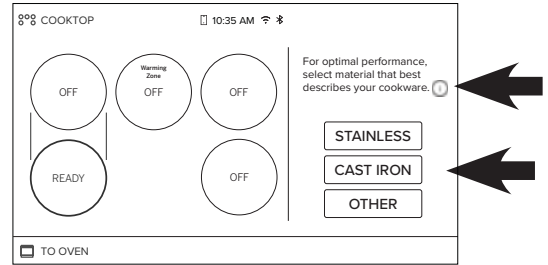 COOKTOP
10:35 AM
OFF
Warming
Zone
OFF
OFF
READY
OFF
For optimal performance,
select material that best
describes your cookware.
STAINLESS
CAST IRON
OTHER
TO OVEN